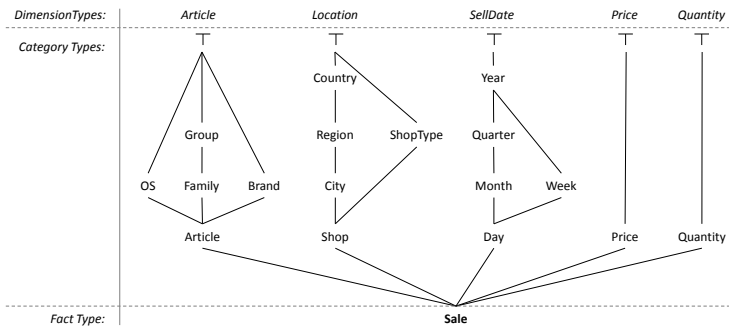 DimensionTypes: Article Location SellDate Price Quantity
Category Types: ⊤ ⊤ ⊤ ⊤ ⊤
Country Year
Group Region ShopType Quarter
OS Family Brand City Month Week
Article Shop Day Price Quantity
Fact Type: Sale